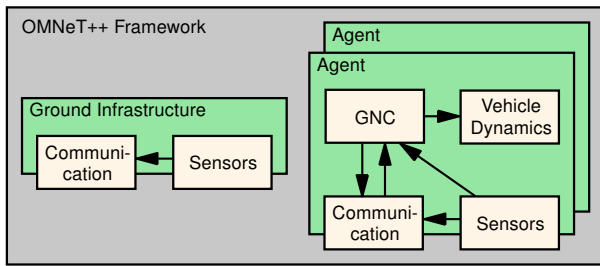 OMNeT++ Framework
Ground Infrastructure
Communi-
cation
Sensors
Agent
Agent
GNC
Vehicle
Dynamics
Communi-
cation
Sensors